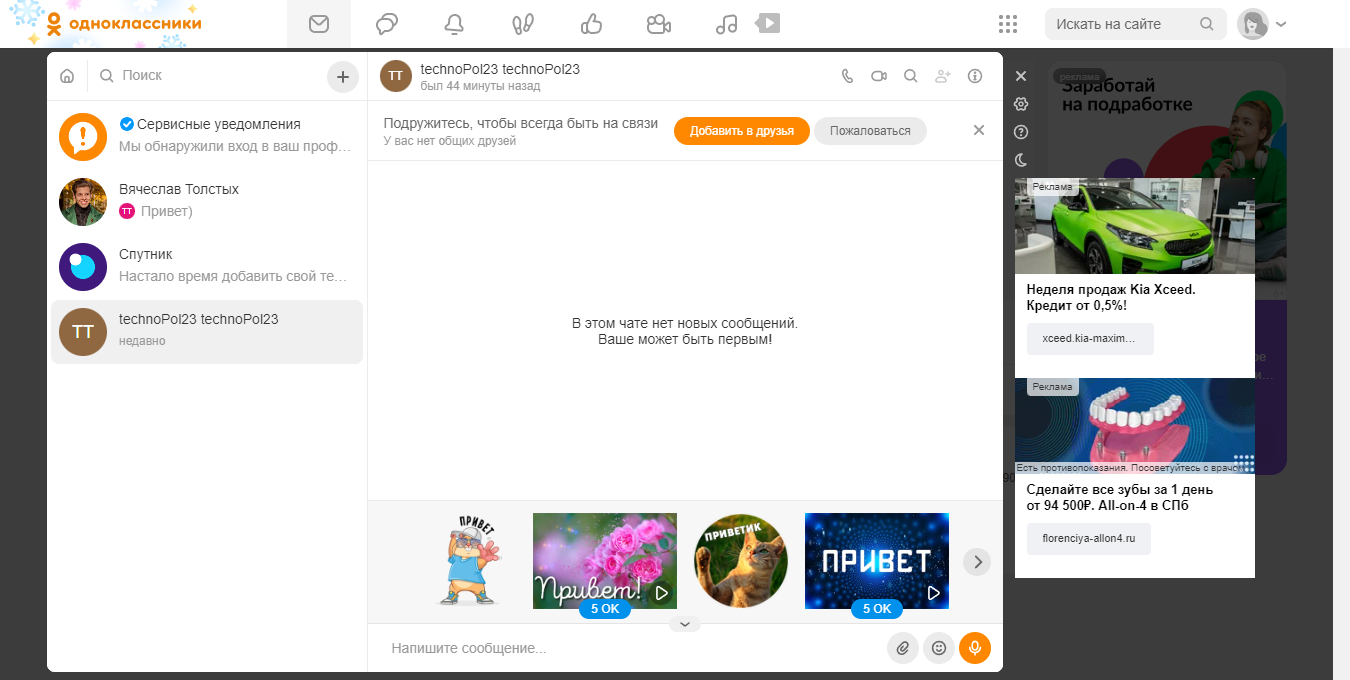 одноклассники
Искать на сайте
Поиск
Сервисные уведомления
Мы обнаружили вход в ваш проф...
Вячеслав Толстых
TT Привет)
Спутник
Настало время добавить свой те...
TT
technoPol23 technoPol23
недавно
TT
technoPol23 technoPol23
был 44 минуты назад
Подружитесь, чтобы всегда быть на связи
У вас нет общих друзей
Добавить в друзья
Пожаловаться
В этом чате нет новых сообщений.
Ваше может быть первым!
ПРИВЕТ
Привет!
5 ОК
ПРИВЕТИК
ПРИВЕТ
5 ОК
Напишите сообщение...
реклама
Заработай
на подработке
Реклама
Неделя продаж Kia Xceed.
Кредит от 0,5%!
xceed.kia-maxim...
Реклама
Есть противопоказания. Посоветуйтесь с врачо
Сделайте все зубы за 1 день
от 94 500₽. All-on-4 в СПб
florenciya-allon4.ru